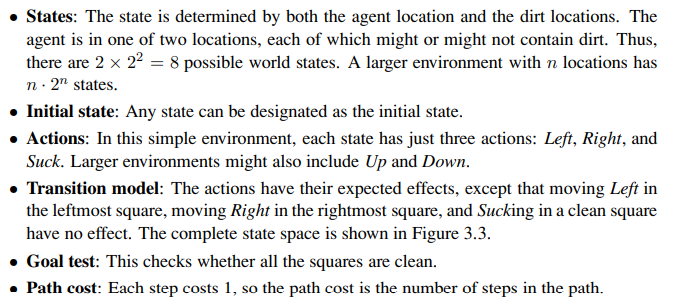 • States: The state is determined by both the agent location and the dirt locations. The
agent is in one of two locations, each of which might or might not contain dirt. Thus,
there are 2 × 2² = 8 possible world states. A larger environment with n locations has
n · 2ⁿ states.
• Initial state: Any state can be designated as the initial state.
• Actions: In this simple environment, each state has just three actions: Left, Right, and
Suck. Larger environments might also include Up and Down.
• Transition model: The actions have their expected effects, except that moving Left in
the leftmost square, moving Right in the rightmost square, and Sucking in a clean square
have no effect. The complete state space is shown in Figure 3.3.
• Goal test: This checks whether all the squares are clean.
• Path cost: Each step costs 1, so the path cost is the number of steps in the path.